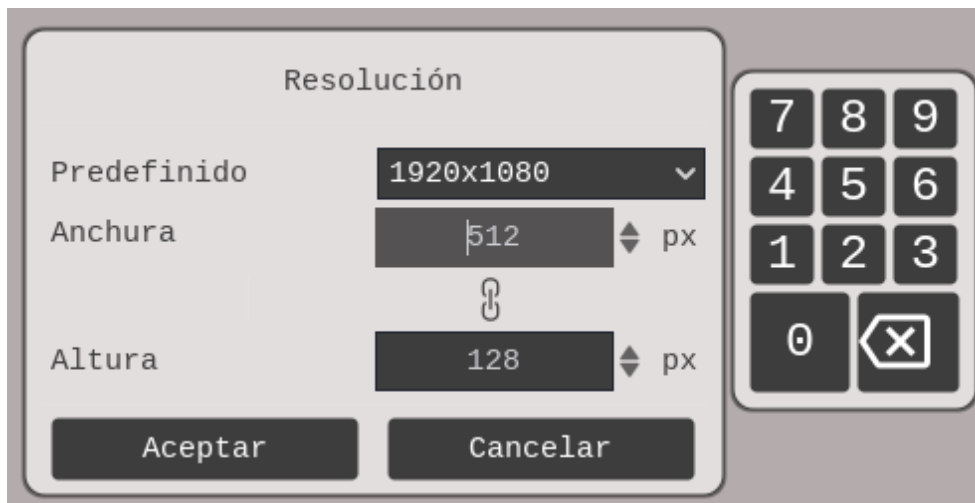 Resolución
Predefinido 1920x1080
Anchura 512 px
Altura 128 px
Aceptar Cancelar
7 8 9
4 5 6
1 2 3
0